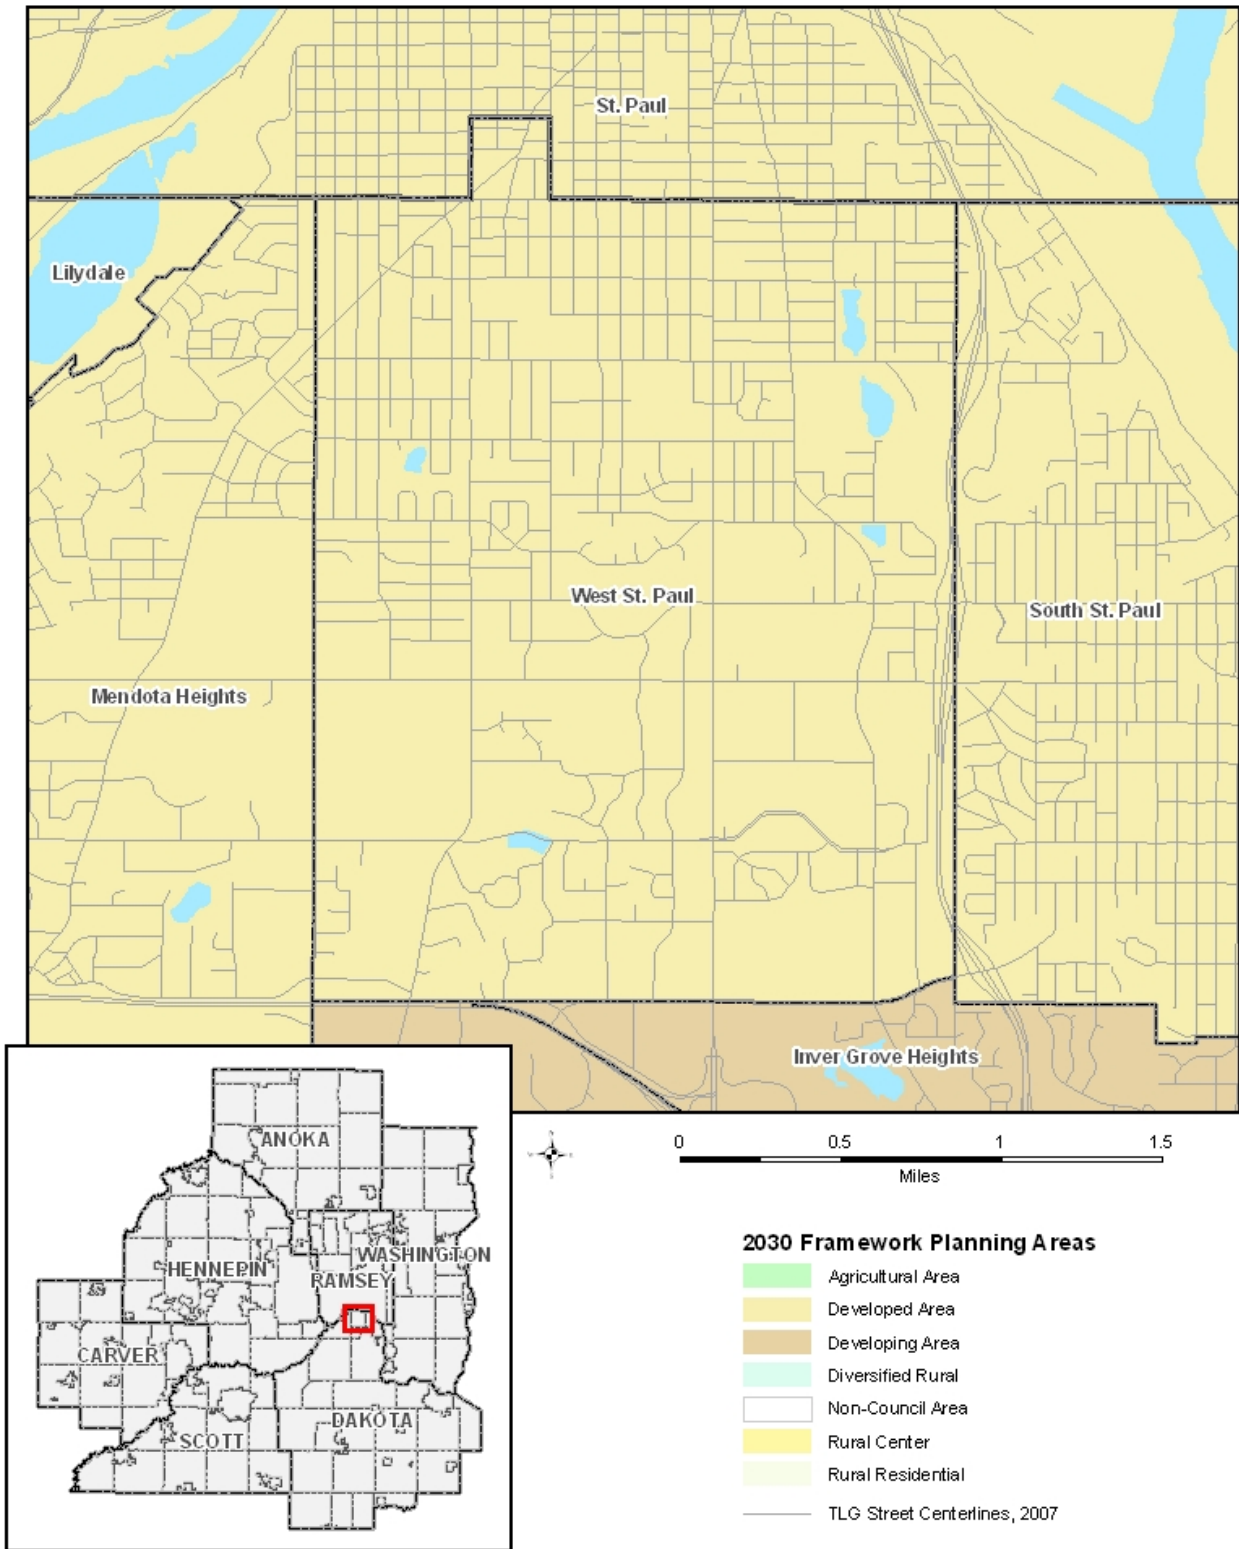 St. Paul
Lilydale
West St. Paul
South St. Paul
Mendota Heights
Inver Grove Heights
ANOKA
WASHINGTON
HENNEPIN
RAMSEY
CARVER
DAKOTA
SCOTT
0 0.5 1 1.5
Miles
2030 Framework Planning Areas
Agricultural Area
Developed Area
Developing Area
Diversified Rural
Non-Council Area
Rural Center
Rural Residential
TLG Street Centerlines, 2007